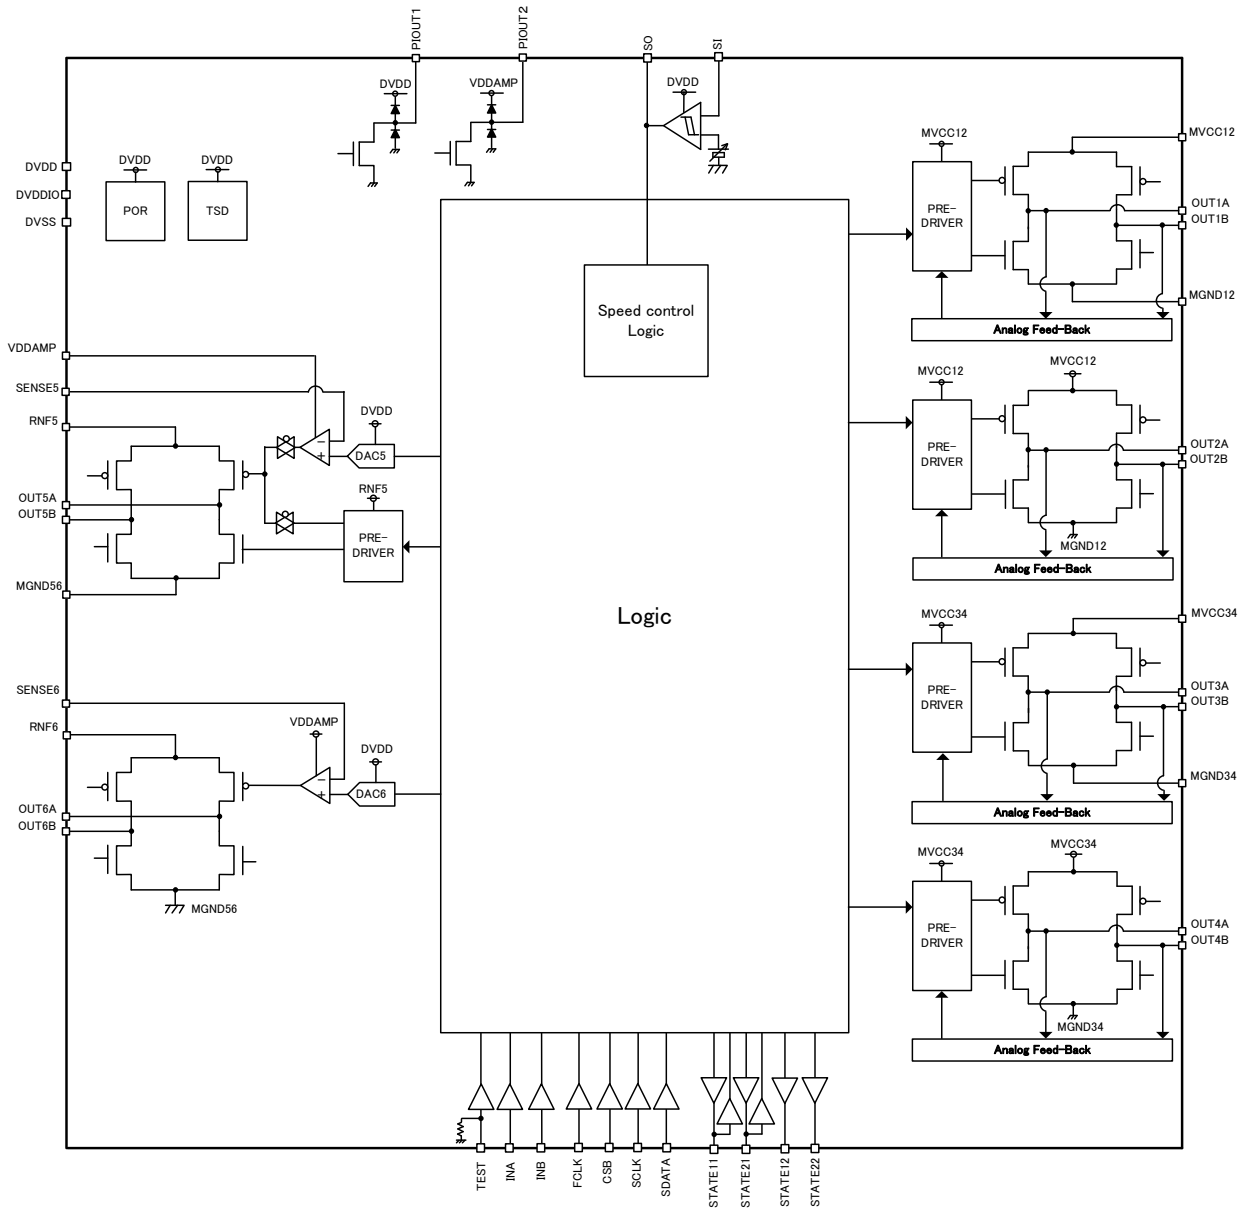 PIOUT1
PIOUT2
SO
SI
DVDD
VDDAMP
DVDD
MVCC12
MVCC12
DVDD
DVDDIO
DVSS
DVDD
DVDD
POR
TSD
PRE-
DRIVER
OUT1A
OUT1B
MGND12
Analog Feed-Back
Speed control
Logic
VDDAMP
SENSE5
RNF5
DVDD
DAC5
−
+
RNF5
PRE-
DRIVER
OUT5A
OUT5B
MGND56
MVCC12
MVCC12
PRE-
DRIVER
OUT2A
OUT2B
MGND12
Analog Feed-Back
Logic
MVCC34
MVCC34
PRE-
DRIVER
OUT3A
OUT3B
MGND34
Analog Feed-Back
SENSE6
RNF6
VDDAMP
DVDD
DAC6
−
+
OUT6A
OUT6B
MGND56
MVCC34
MVCC34
PRE-
DRIVER
OUT4A
OUT4B
MGND34
Analog Feed-Back
TEST
INA
INB
FCLK
CSB
SCLK
SDATA
STATE11
STATE21
STATE12
STATE22